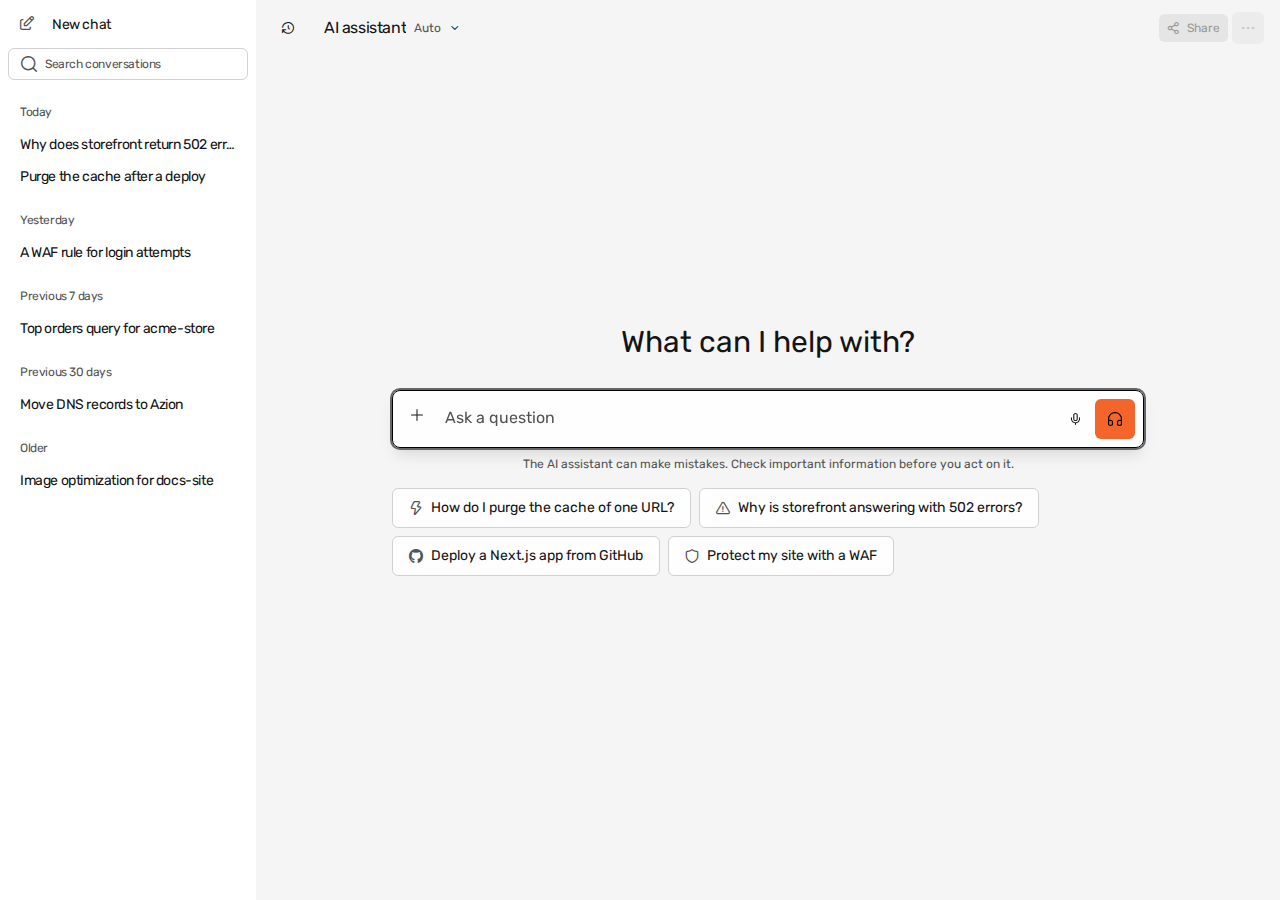 New chat
Search conversations
Today
Why does storefront return 502 err...
Purge the cache after a deploy
Yesterday
A WAF rule for login attempts
Previous 7 days
Top orders query for acme-store
Previous 30 days
Move DNS records to Azion
Older
Image optimization for docs-site
AI assistant Auto
Share
What can I help with?
Ask a question
The AI assistant can make mistakes. Check important information before you act on it.
How do I purge the cache of one URL?
Why is storefront answering with 502 errors?
Deploy a Next.js app from GitHub
Protect my site with a WAF